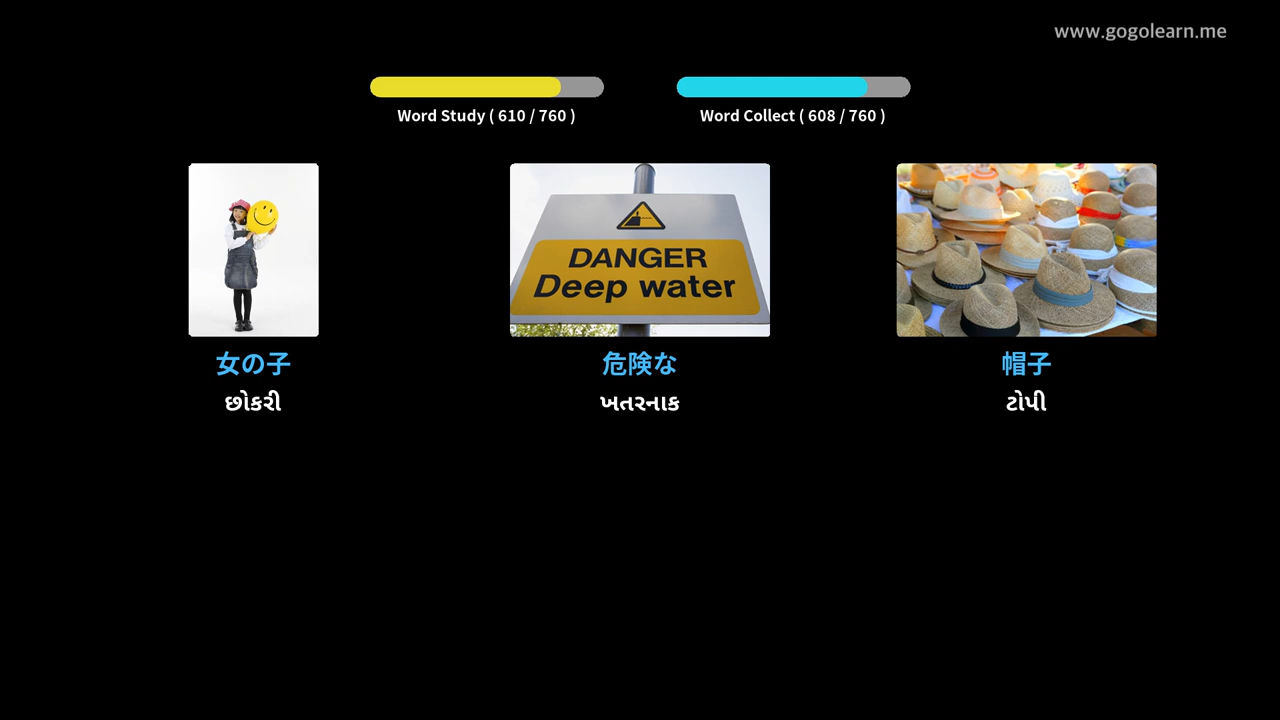 www.gogolearn.me
Word Study ( 610 / 760 )
Word Collect ( 608 / 760 )
DANGER
Deep water
女の子
危険な
帽子
છોકરી
ખતરનાક
ટોપી